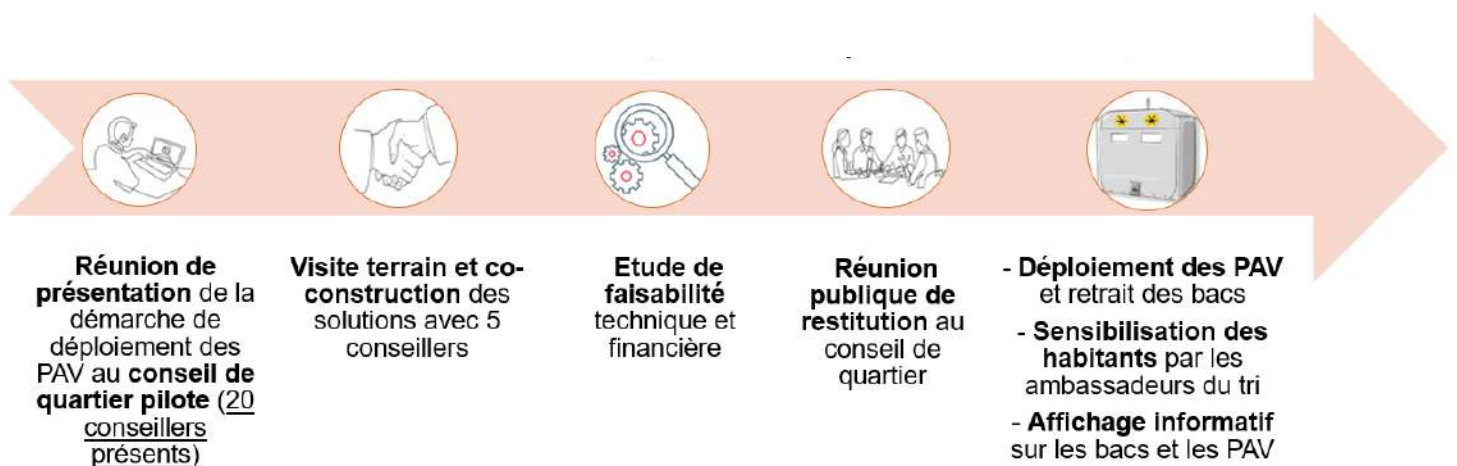 Réunion de
présentation de la
démarche de
déploiement des
PAV au conseil de
quartier pilote (20
conseillers
présents)
Visite terrain et co-
construction des
solutions avec 5
conseillers
Etude de
faisabilité
technique et
financière
Réunion
publique de
restitution au
conseil de
quartier
- Déploiement des PAV
et retrait des bacs
- Sensibilisation des
habitants par les
ambassadeurs du tri
- Affichage informatif
sur les bacs et les PAV